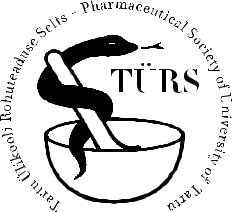 Tartu Ülikooli Rohuteaduse Selts - Pharmaceutical Society of University of Tartu
TÜRS